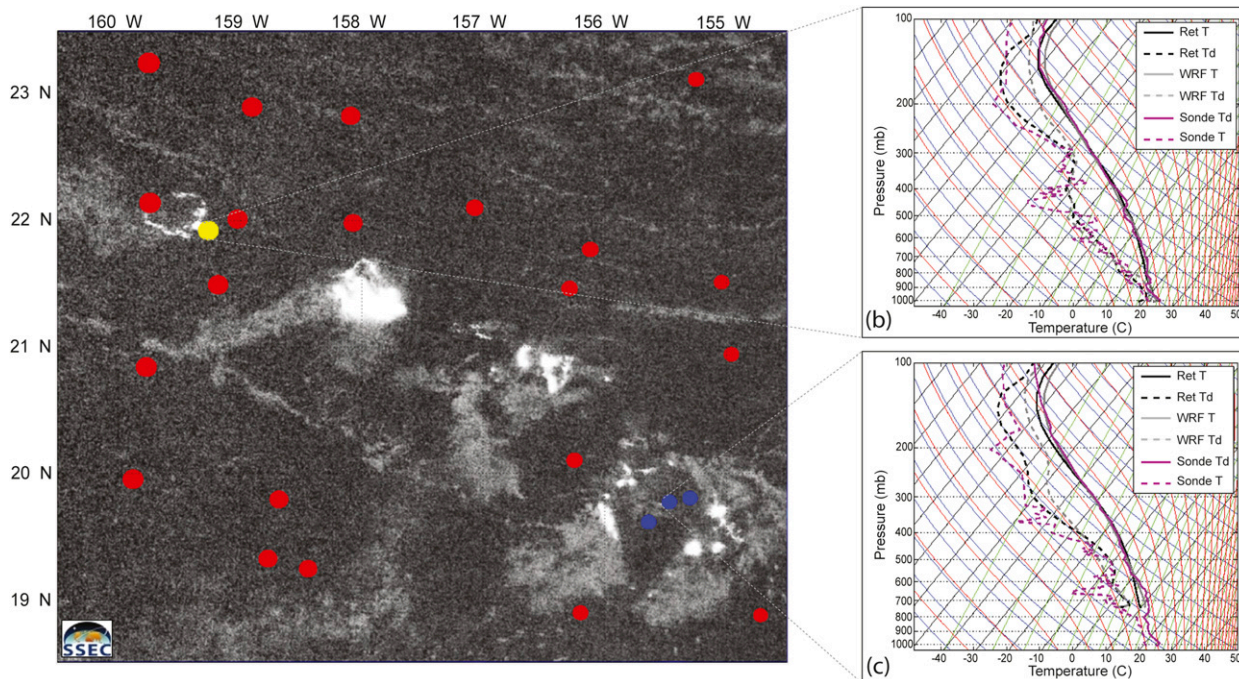 160 W 159 W 158 W 157 W 156 W 155 W
23 N
22 N
21 N
20 N
19 N
SSEC
100
200
300
400
500
600
700
800
900
1000
Pressure (mb)
-40 -30 -20 -10 0 10 20 30 40 50
Temperature (C)
(b)
Ret T
Ret Td
WRF T
WRF Td
Sonde Td
Sonde T
100
200
300
400
500
600
700
800
900
1000
Pressure (mb)
-40 -30 -20 -10 0 10 20 30 40 50
Temperature (C)
(c)
Ret T
Ret Td
WRF T
WRF Td
Sonde Td
Sonde T